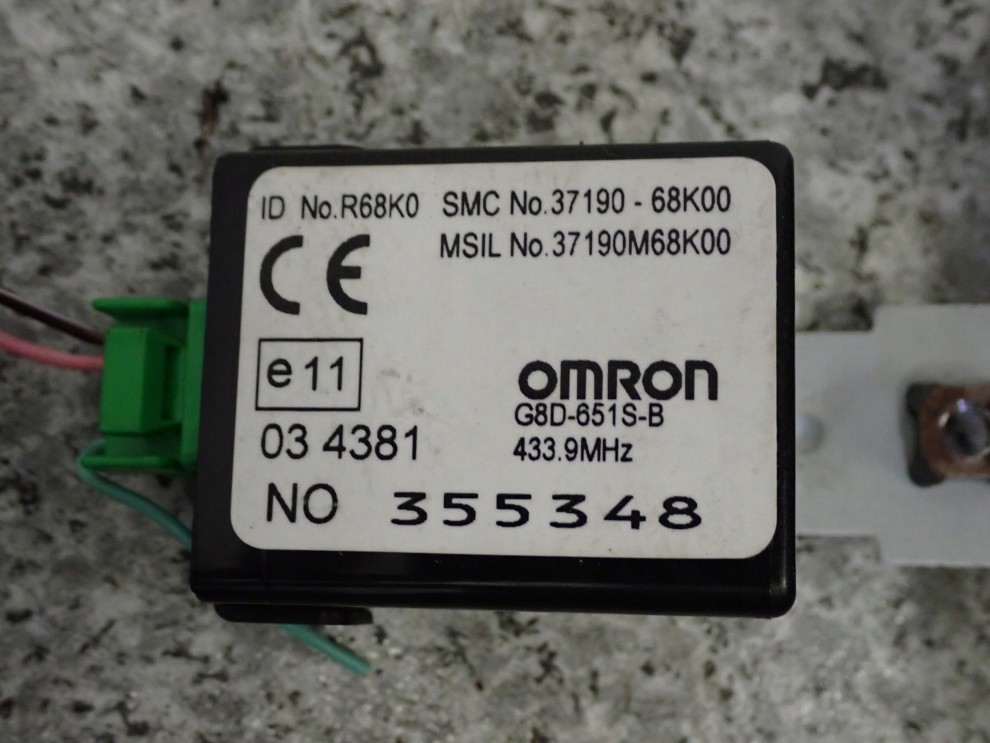 ID No.R68K0 SMC No.37190 - 68K00
MSIL No.37190M68K00
CE
e11
OMRON
G8D-651S-B
03 4381
433.9MHz
NO 355348